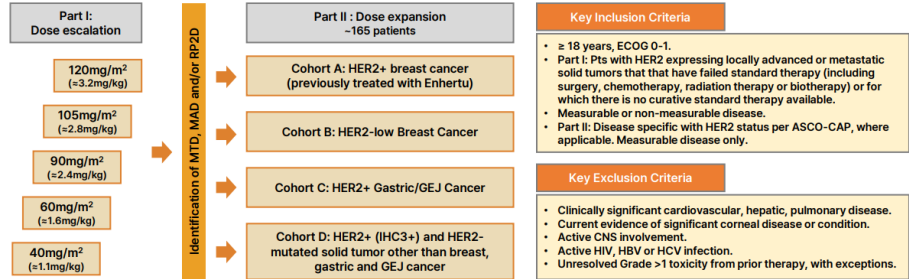 Part I:
Dose escalation
120mg/m²
(≈3.2mg/kg)
105mg/m²
(≈2.8mg/kg)
90mg/m²
(≈2.4mg/kg)
60mg/m²
(≈1.6mg/kg)
40mg/m²
(≈1.1mg/kg)
Identification of MTD, MAD and/or RP2D
Part II : Dose expansion
~165 patients
Cohort A: HER2+ breast cancer
(previously treated with Enhertu)
Cohort B: HER2-low Breast Cancer
Cohort C: HER2+ Gastric/GEJ Cancer
Cohort D: HER2+ (IHC3+) and HER2-
mutated solid tumor other than breast,
gastric and GEJ cancer
Key Inclusion Criteria
• ≥ 18 years, ECOG 0-1.
• Part I: Pts with HER2 expressing locally advanced or metastatic
solid tumors that that have failed standard therapy (including
surgery, chemotherapy, radiation therapy or biotherapy) or for
which there is no curative standard therapy available.
• Measurable or non-measurable disease.
• Part II: Disease specific with HER2 status per ASCO-CAP, where
applicable. Measurable disease only.
Key Exclusion Criteria
• Clinically significant cardiovascular, hepatic, pulmonary disease.
• Current evidence of significant corneal disease or condition.
• Active CNS involvement.
• Active HIV, HBV or HCV infection.
• Unresolved Grade >1 toxicity from prior therapy, with exceptions.